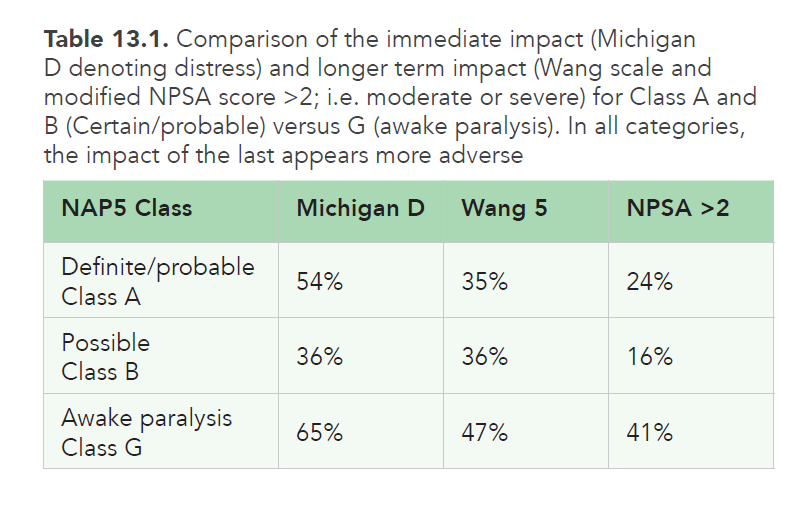 Table 13.1. Comparison of the immediate impact (Michigan
D denoting distress) and longer term impact (Wang scale and
modified NPSA score >2; i.e. moderate or severe) for Class A and
B (Certain/probable) versus G (awake paralysis). In all categories,
the impact of the last appears more adverse
NAP5 Class Michigan D Wang 5 NPSA >2
Definite/probable
Class A 54% 35% 24%
Possible
Class B 36% 36% 16%
Awake paralysis
Class G 65% 47% 41%